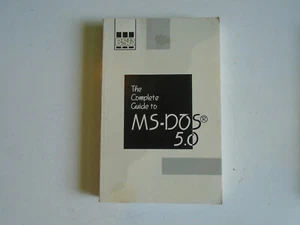 The
Complete
Guide to
MS-DOS®
5.0